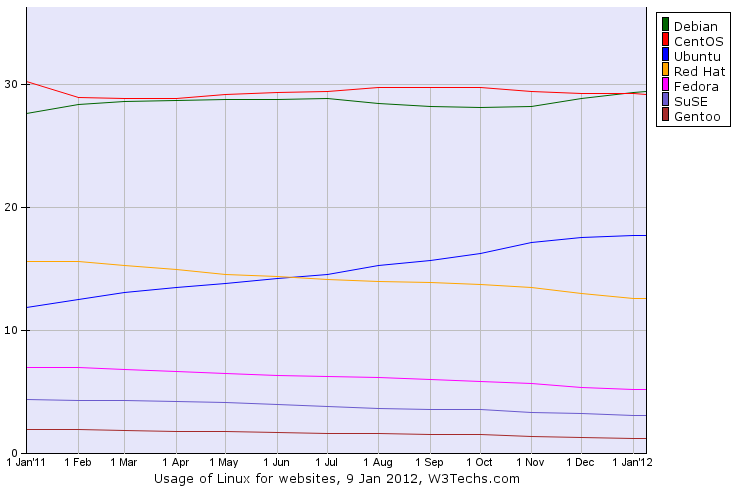 30
20
10
0
1 Jan'11 1 Feb 1 Mar 1 Apr 1 May 1 Jun 1 Jul 1 Aug 1 Sep 1 Oct 1 Nov 1 Dec 1 Jan'12
Usage of Linux for websites, 9 Jan 2012, W3Techs.com
Debian
CentOS
Ubuntu
Red Hat
Fedora
SuSE
Gentoo